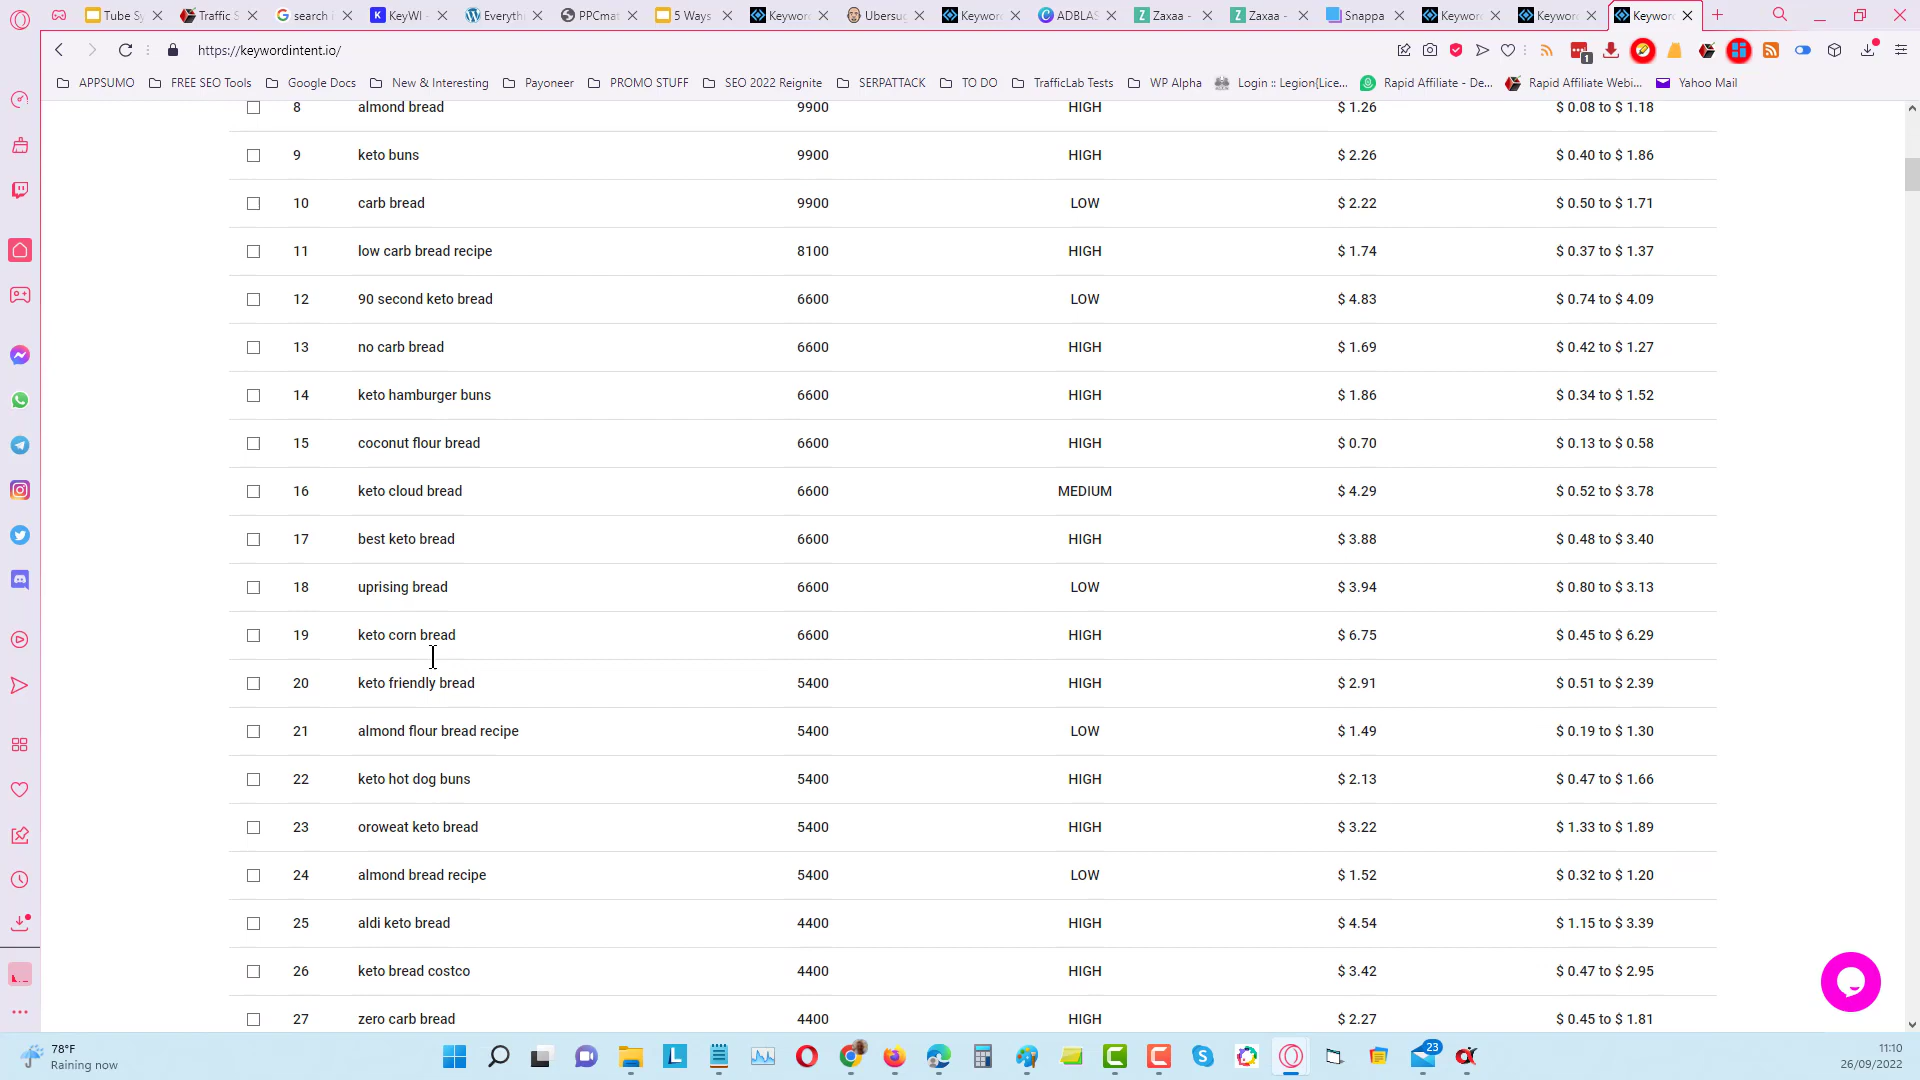 Tube Sy
Traffic S
search i
KeyWI -
Everythi
PPCmat
5 Ways
Keyword
Ubersug
Keyword
ADBLAS
Zaxaa -
Zaxaa -
Snappa
Keyword
Keyword
Keyword
https://keywordintent.io/
1
APPSUMO FREE SEO Tools Google Docs New & Interesting Payoneer PROMO STUFF SEO 2022 Reignite SERPATTACK TO DO TrafficLab Tests WP Alpha Login :: Legion[Lice... Rapid Affiliate - De... Rapid Affiliate Webi... Yahoo Mail
8 almond bread 9900 HIGH $ 1.26 $ 0.08 to $ 1.18
9 keto buns 9900 HIGH $ 2.26 $ 0.40 to $ 1.86
10 carb bread 9900 LOW $ 2.22 $ 0.50 to $ 1.71
11 low carb bread recipe 8100 HIGH $ 1.74 $ 0.37 to $ 1.37
12 90 second keto bread 6600 LOW $ 4.83 $ 0.74 to $ 4.09
13 no carb bread 6600 HIGH $ 1.69 $ 0.42 to $ 1.27
14 keto hamburger buns 6600 HIGH $ 1.86 $ 0.34 to $ 1.52
15 coconut flour bread 6600 HIGH $ 0.70 $ 0.13 to $ 0.58
16 keto cloud bread 6600 MEDIUM $ 4.29 $ 0.52 to $ 3.78
17 best keto bread 6600 HIGH $ 3.88 $ 0.48 to $ 3.40
18 uprising bread 6600 LOW $ 3.94 $ 0.80 to $ 3.13
19 keto corn bread 6600 HIGH $ 6.75 $ 0.45 to $ 6.29
20 keto friendly bread 5400 HIGH $ 2.91 $ 0.51 to $ 2.39
21 almond flour bread recipe 5400 LOW $ 1.49 $ 0.19 to $ 1.30
22 keto hot dog buns 5400 HIGH $ 2.13 $ 0.47 to $ 1.66
23 oroweat keto bread 5400 HIGH $ 3.22 $ 1.33 to $ 1.89
24 almond bread recipe 5400 LOW $ 1.52 $ 0.32 to $ 1.20
25 aldi keto bread 4400 HIGH $ 4.54 $ 1.15 to $ 3.39
26 keto bread costco 4400 HIGH $ 3.42 $ 0.47 to $ 2.95
27 zero carb bread 4400 HIGH $ 2.27 $ 0.45 to $ 1.81
78°F
Raining now
23
11:10
26/09/2022